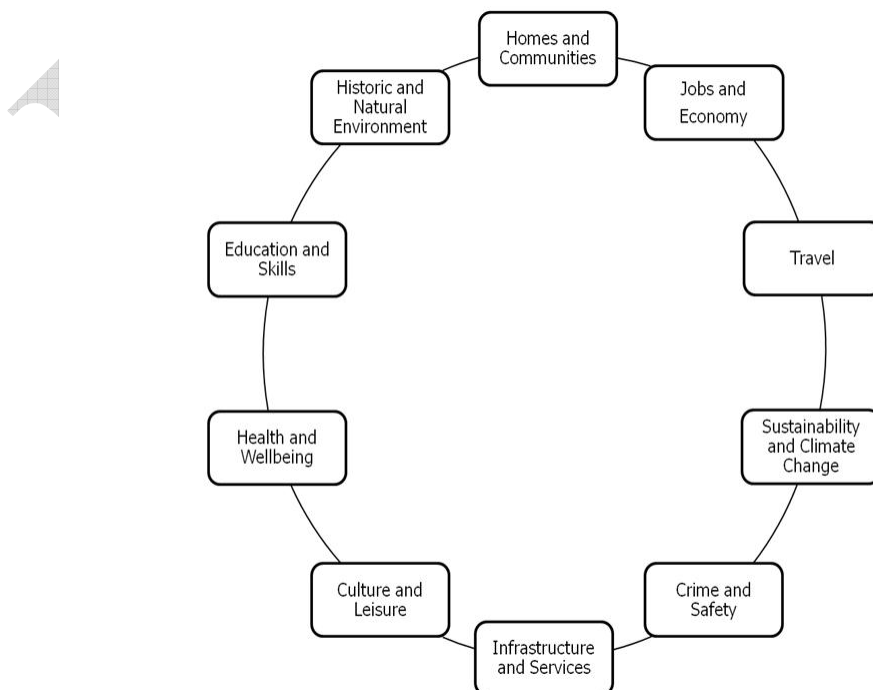 Homes and
Communities
Jobs and
Economy
Travel
Sustainability
and Climate
Change
Crime and
Safety
Infrastructure
and Services
Culture and
Leisure
Health and
Wellbeing
Education and
Skills
Historic and
Natural
Environment